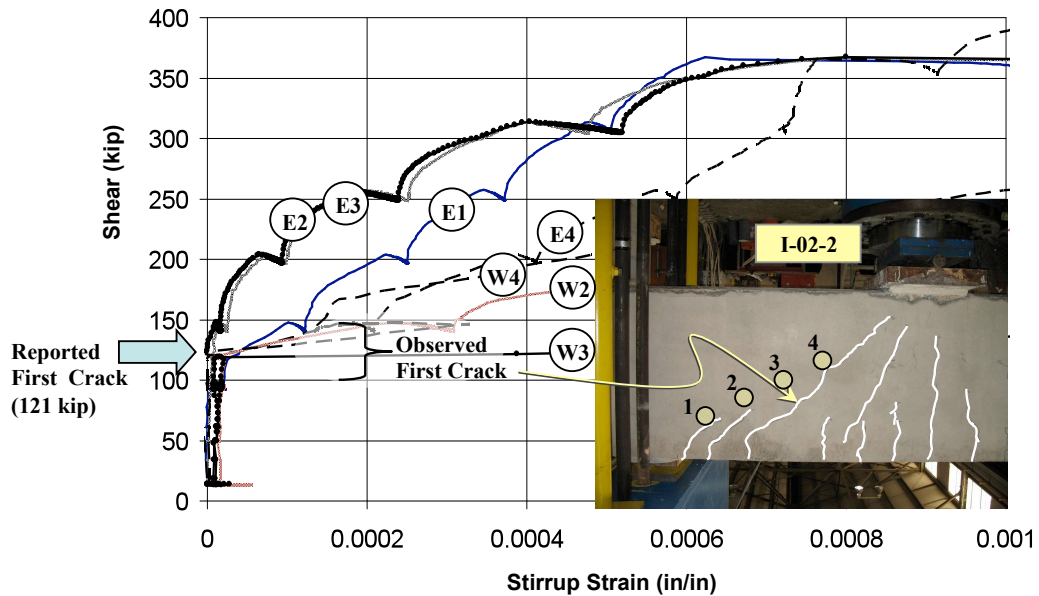 400
350
300
250
200
150
100
50
0
Shear (kip)
Reported
First Crack
(121 kip)
E2
E3
E1
E4
W4
W2
W3
Observed
First Crack
I-02-2
1
2
3
4
0
0.0002
0.0004
0.0006
0.0008
0.001
Stirrup Strain (in/in)